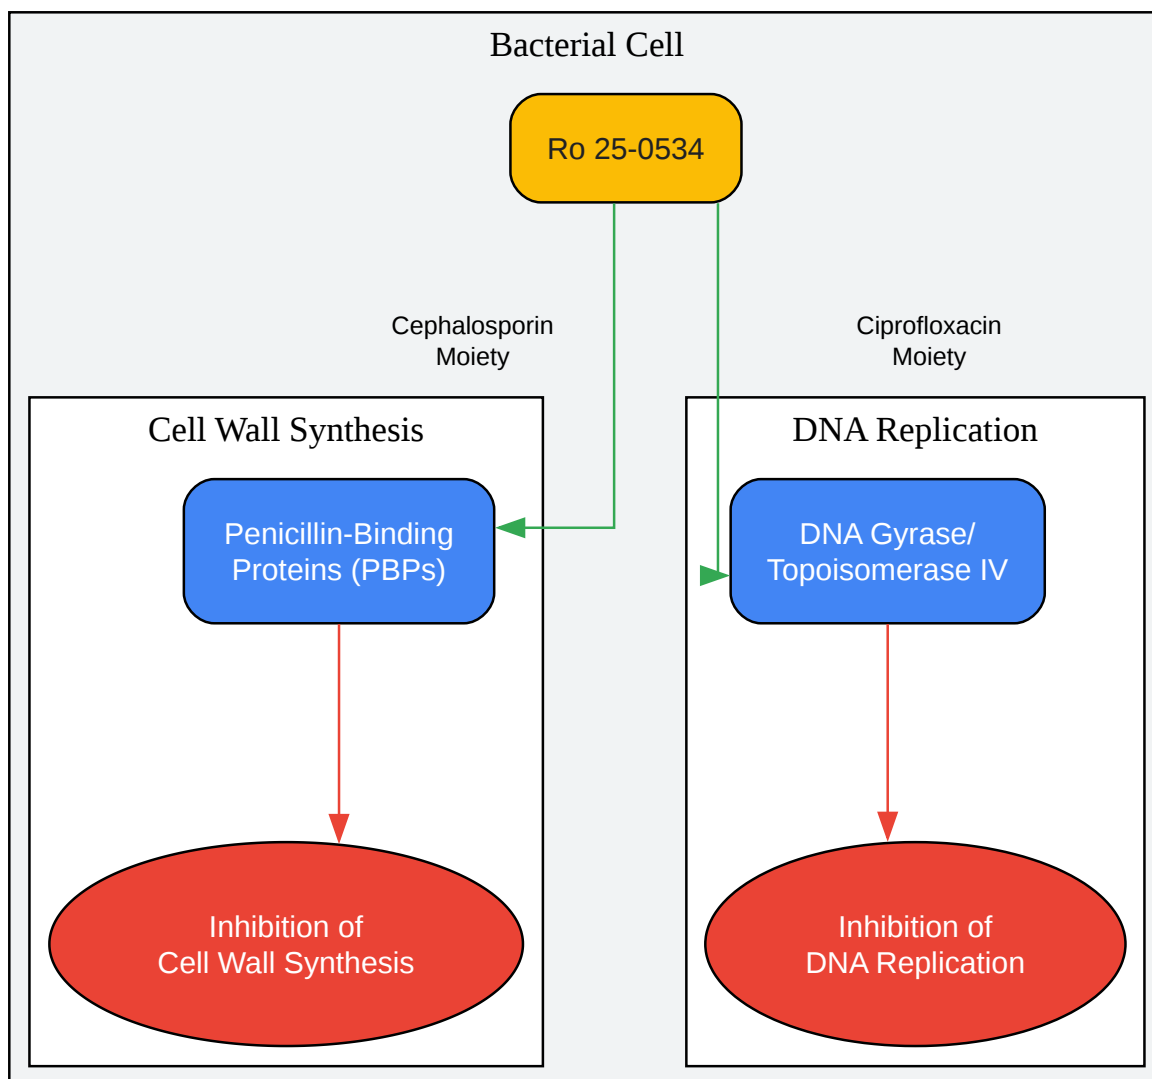 Bacterial Cell
Ro 25-0534
Cephalosporin
Moiety
Ciprofloxacin
Moiety
Cell Wall Synthesis
Penicillin-Binding
Proteins (PBPs)
Inhibition of
Cell Wall Synthesis
DNA Replication
DNA Gyrase/
Topoisomerase IV
Inhibition of
DNA Replication